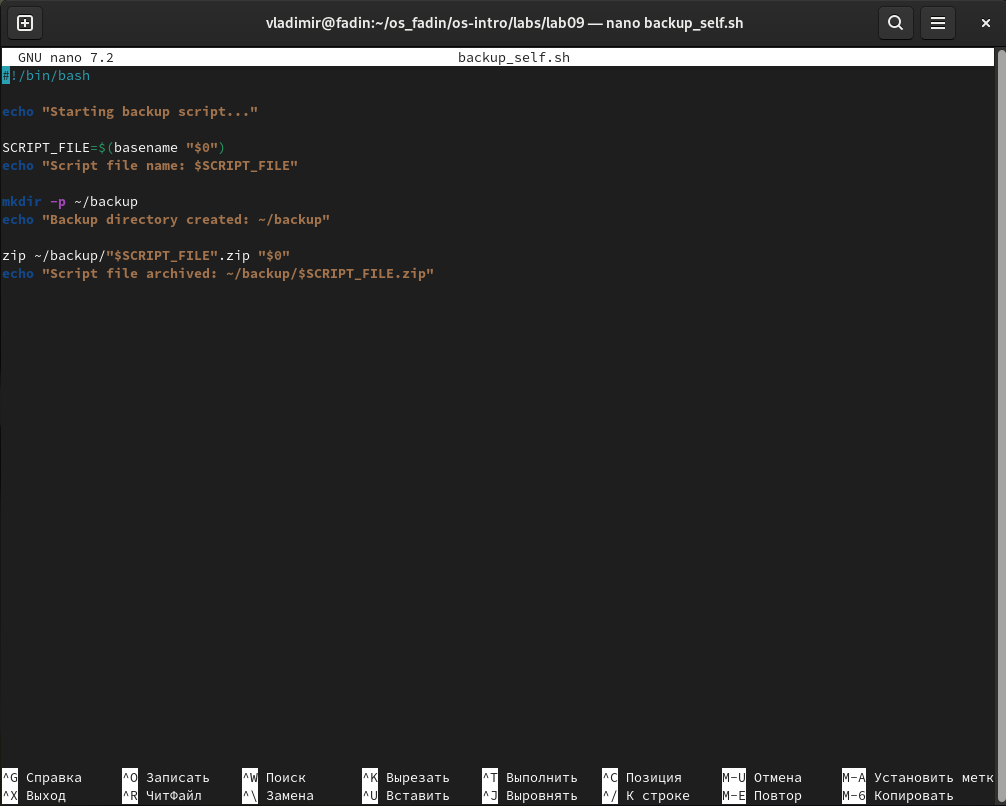 vladimir@fadin:~/os_fadin/os-intro/labs/lab09 — nano backup_self.sh
GNU nano 7.2 backup_self.sh
#!/bin/bash
echo "Starting backup script..."
SCRIPT_FILE=$(basename "$0")
echo "Script file name: $SCRIPT_FILE"
mkdir -p ~/backup
echo "Backup directory created: ~/backup"
zip ~/backup/"$SCRIPT_FILE".zip "$0"
echo "Script file archived: ~/backup/$SCRIPT_FILE.zip"
^G Справка ^O Записать ^W Поиск ^K Вырезать ^T Выполнить ^C Позиция M-U Отмена M-A Установить метк
^X Выход ^R ЧитФайл ^\ Замена ^U Вставить ^J Выровнять ^/ К строке M-E Повтор M-6 Копировать